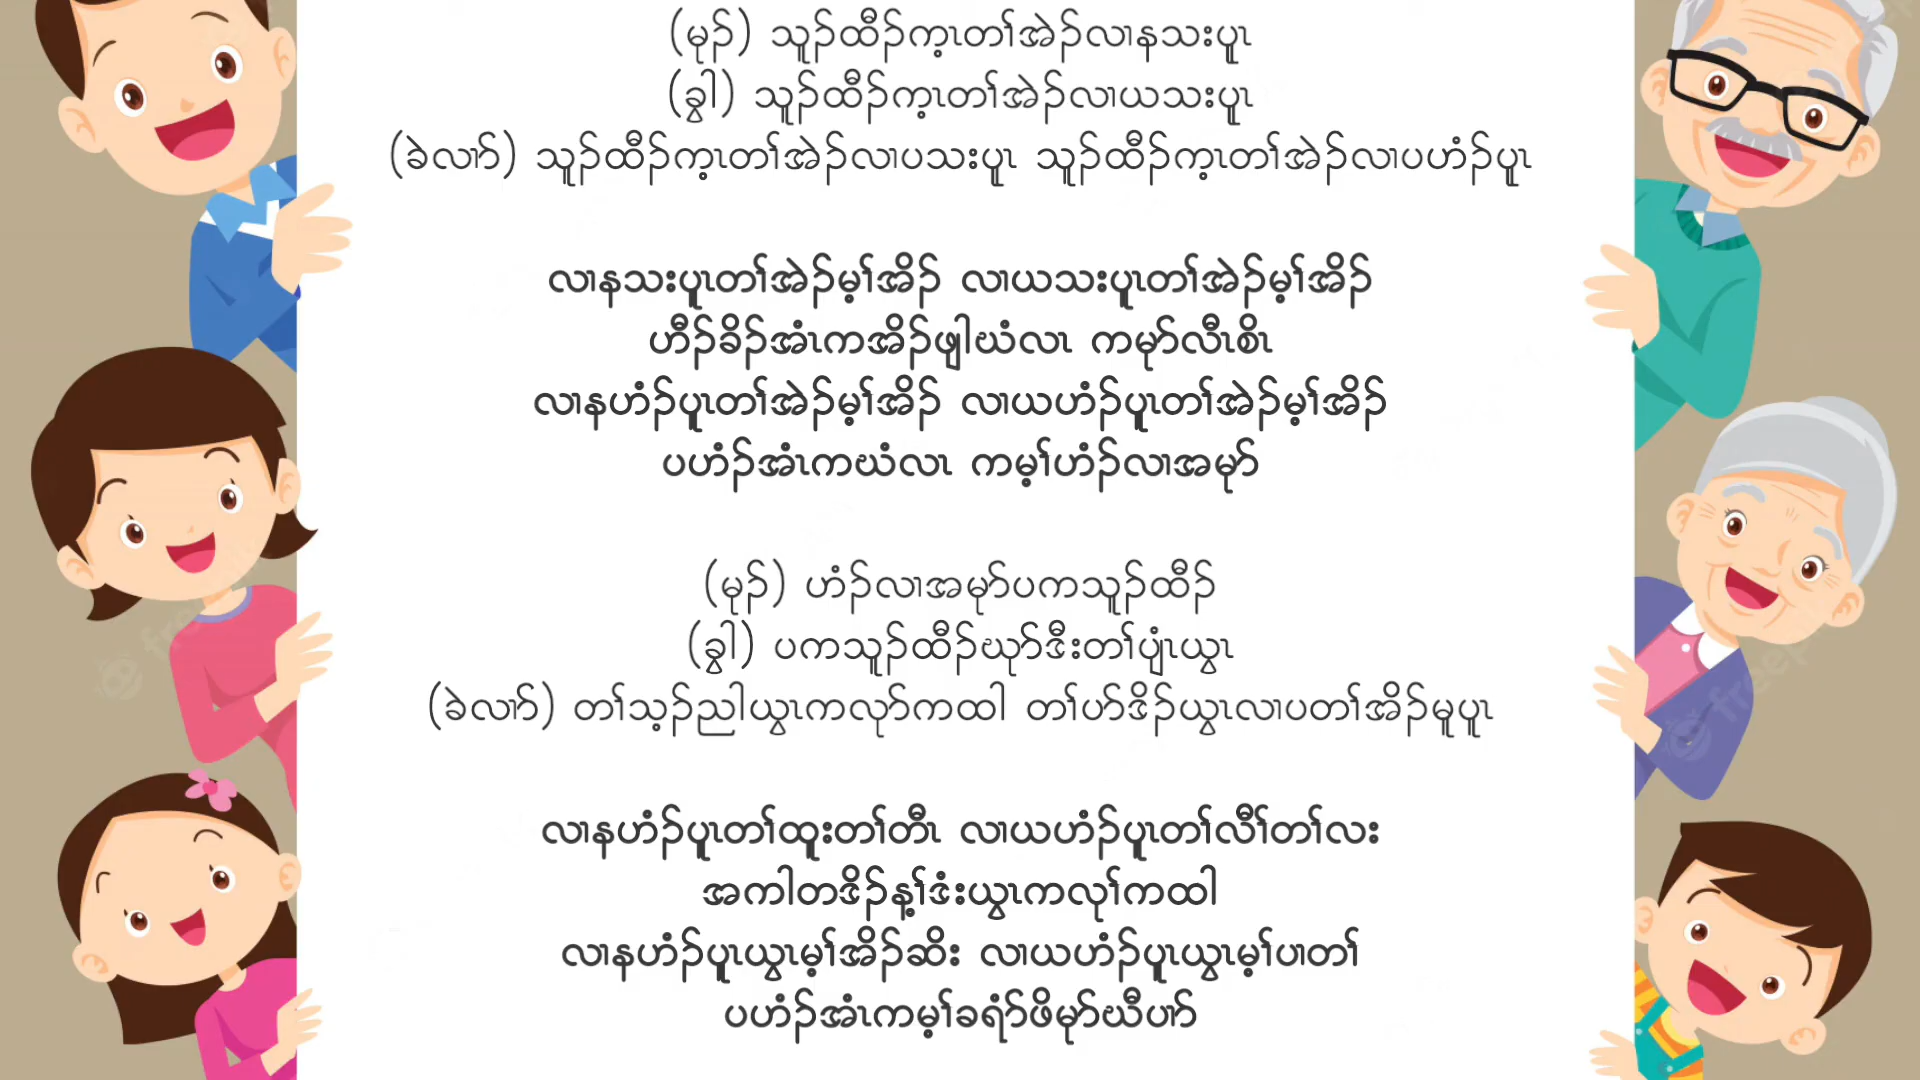 (မုၣ်) သူၣ်ထီၣ်က့ၤတၢ်အဲၣ်လၢနသးပူၤ
(ခွါ) သူၣ်ထီၣ်က့ၤတၢ်အဲၣ်လၢယသးပူၤ
(ခဲလၢာ်) သူၣ်ထီၣ်က့ၤတၢ်အဲၣ်လၢပသးပူၤ သူၣ်ထီၣ်က့ၤတၢ်အဲၣ်လၢပဟံၣ်ပူၤ
လၢနသးပူၤတၢ်အဲၣ်မ့ၢ်အိၣ် လၢယသးပူၤတၢ်အဲၣ်မ့ၢ်အိၣ်
ဟီၣ်ခိၣ်အံၤကအိၣ်ဖျါဃံလၤ ကမုာ်လီၤစိၤ
လၢနဟံၣ်ပူၤတၢ်အဲၣ်မ့ၢ်အိၣ် လၢယဟံၣ်ပူၤတၢ်အဲၣ်မ့ၢ်အိၣ်
ပဟံၣ်အံၤကဃံလၤ ကမ့ၢ်ဟံၣ်လၢအမုာ်
(မုၣ်) ဟံၣ်လၢအမုာ်ပကသူၣ်ထီၣ်
(ခွါ) ပကသူၣ်ထီၣ်ဃုာ်ဒီးတၢ်ပျံၤယွၤ
(ခဲလၢာ်) တၢ်သ့ၣ်ညါယွၤကလုာ်ကထါ တၢ်ပာ်ဒိၣ်ယွၤလၢပတၢ်အိၣ်မူပူၤ
လၢနဟံၣ်ပူၤတၢ်ထူးတၢ်တီၤ လၢယဟံၣ်ပူၤတၢ်လီၢ်တၢ်လး
အကါတဒိၣ်န့ၢ်ဒံးယွၤကလုၢ်ကထါ
လၢနဟံၣ်ပူၤယွၤမ့ၢ်အိၣ်ဆိး လၢယဟံၣ်ပူၤယွၤမ့ၢ်ပၢတၢ်
ပဟံၣ်အံၤကမ့ၢ်ခရံာ်ဖိမုာ်ဃီပၢာ်